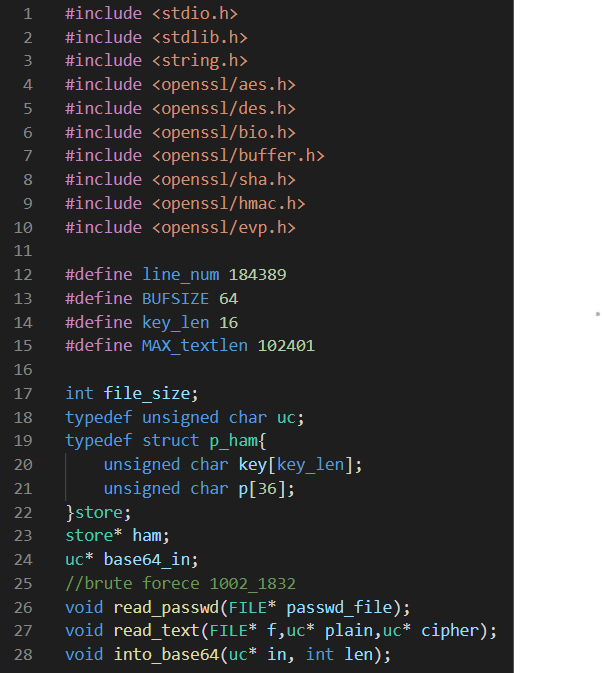 1 #include <stdio.h>
2 #include <stdlib.h>
3 #include <string.h>
4 #include <openssl/aes.h>
5 #include <openssl/des.h>
6 #include <openssl/bio.h>
7 #include <openssl/buffer.h>
8 #include <openssl/sha.h>
9 #include <openssl/hmac.h>
10 #include <openssl/evp.h>
11
12 #define line_num 184389
13 #define BUFSIZE 64
14 #define key_len 16
15 #define MAX_textlen 102401
16
17 int file_size;
18 typedef unsigned char uc;
19 typedef struct p_ham{
20     unsigned char key[key_len];
21     unsigned char p[36];
22 }store;
23 store* ham;
24 uc* base64_in;
25 //brute forece 1002_1832
26 void read_passwd(FILE* passwd_file);
27 void read_text(FILE* f,uc* plain,uc* cipher);
28 void into_base64(uc* in, int len);